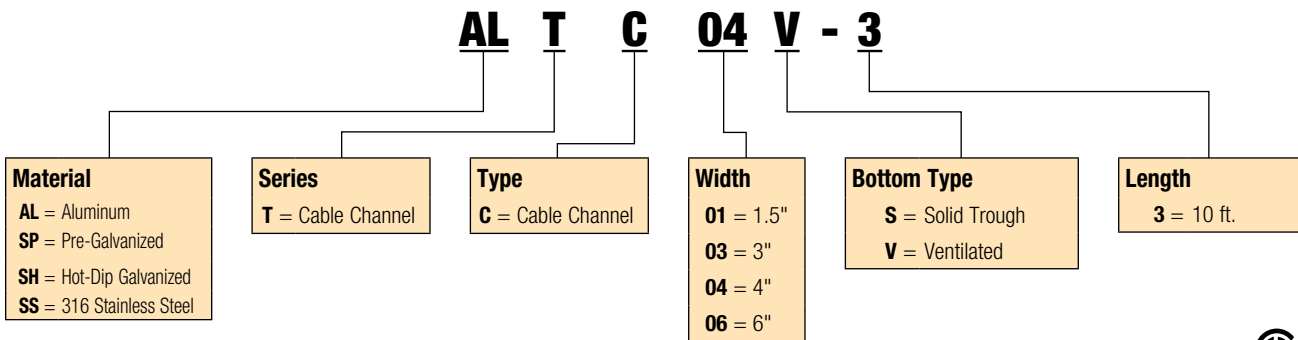 AL T C 04 V - 3
Material
AL = Aluminum
SP = Pre-Galvanized
SH = Hot-Dip Galvanized
SS = 316 Stainless Steel
Series
T = Cable Channel
Type
C = Cable Channel
Width
01 = 1.5"
03 = 3"
04 = 4"
06 = 6"
Bottom Type
S = Solid Trough
V = Ventilated
Length
3 = 10 ft.